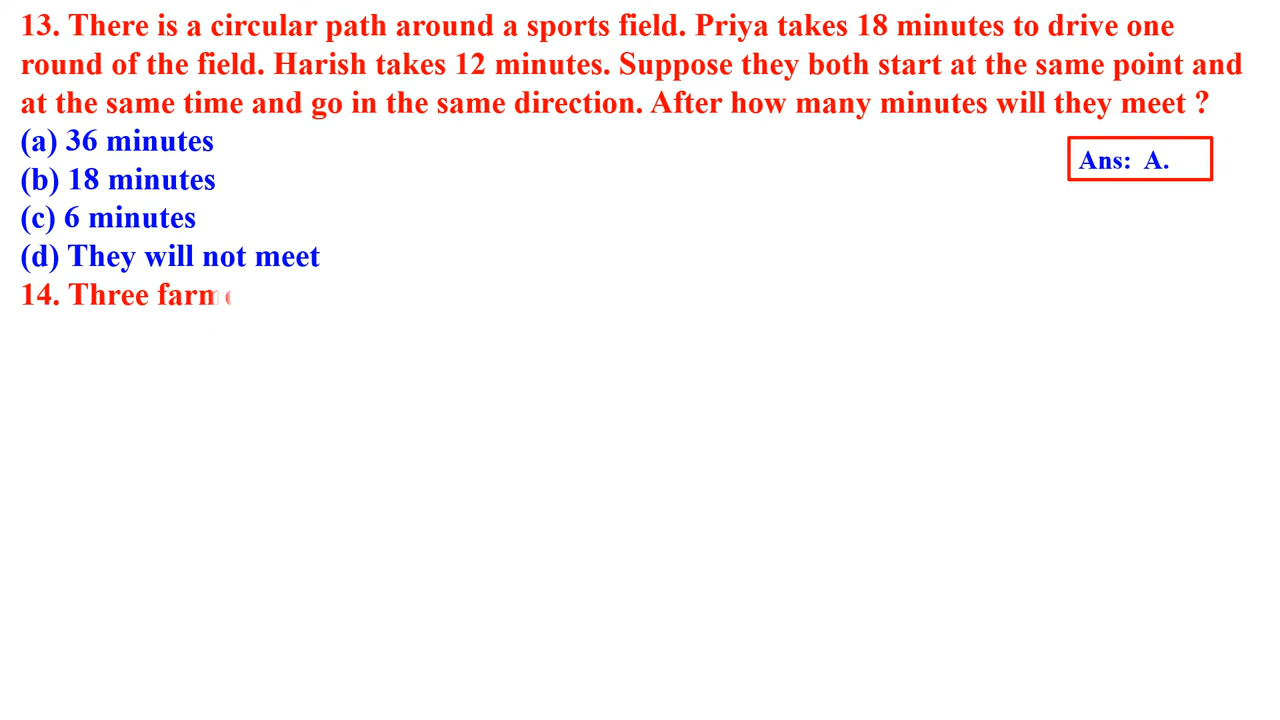 13. There is a circular path around a sports field. Priya takes 18 minutes to drive one
round of the field. Harish takes 12 minutes. Suppose they both start at the same point and
at the same time and go in the same direction. After how many minutes will they meet ?
(a) 36 minutes
Ans: A.
(b) 18 minutes
(c) 6 minutes
(d) They will not meet
14. Three